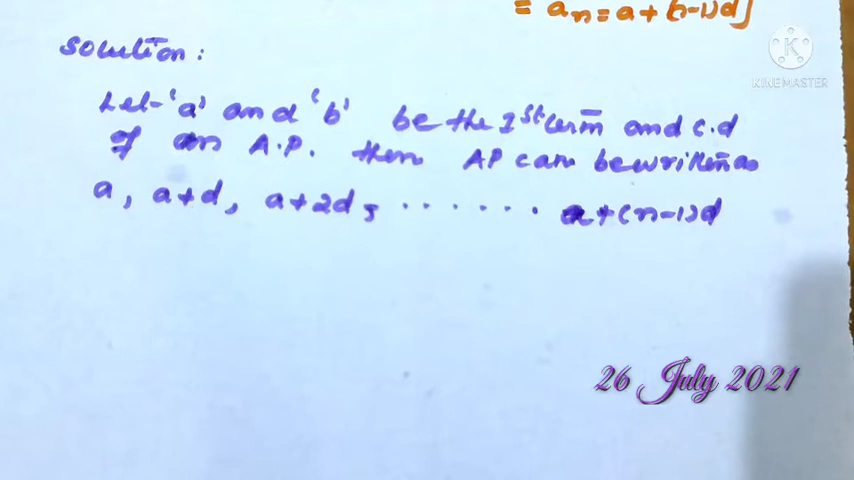 = an = a + (n-1)d]
Solution:
KINEMASTER
Let 'a' and 'b' be the 1st term and c.d
of an A.P. then AP can be written as
a, a+d, a+2d, ....... a+(n-1)d
26 July 2021